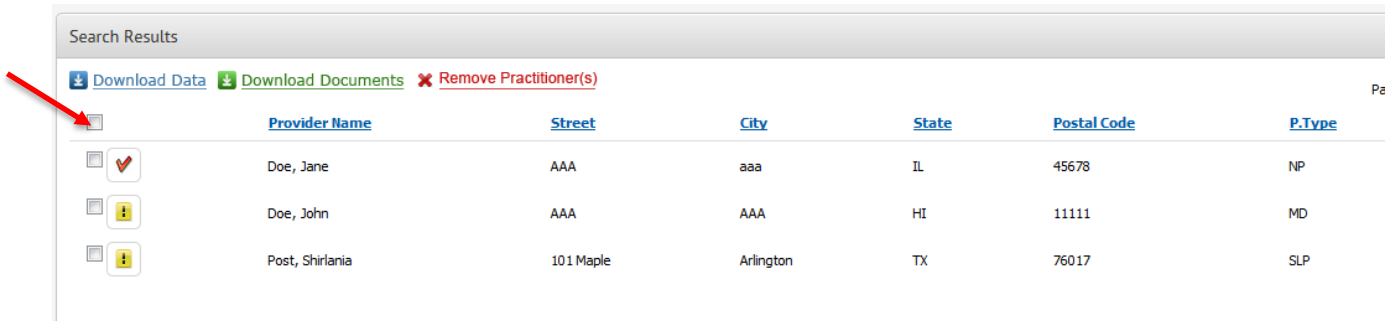 Search Results
Download Data Download Documents Remove Practitioner(s)
Pa
Provider Name Street City State Postal Code P.Type
Doe, Jane AAA aaa IL 45678 NP
Doe, John AAA AAA HI 11111 MD
Post, Shirlania 101 Maple Arlington TX 76017 SLP